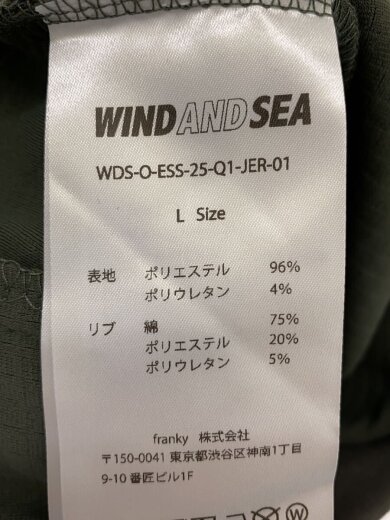 WIND AND SEA
WDS-O-ESS-25-Q1-JER-01
L Size
表地 ポリエステル 96%
ポリウレタン 4%
リブ 綿 75%
ポリエステル 20%
ポリウレタン 5%
franky 株式会社
〒150-0041 東京都渋谷区神南1丁目
9-10 番匠ビル1F